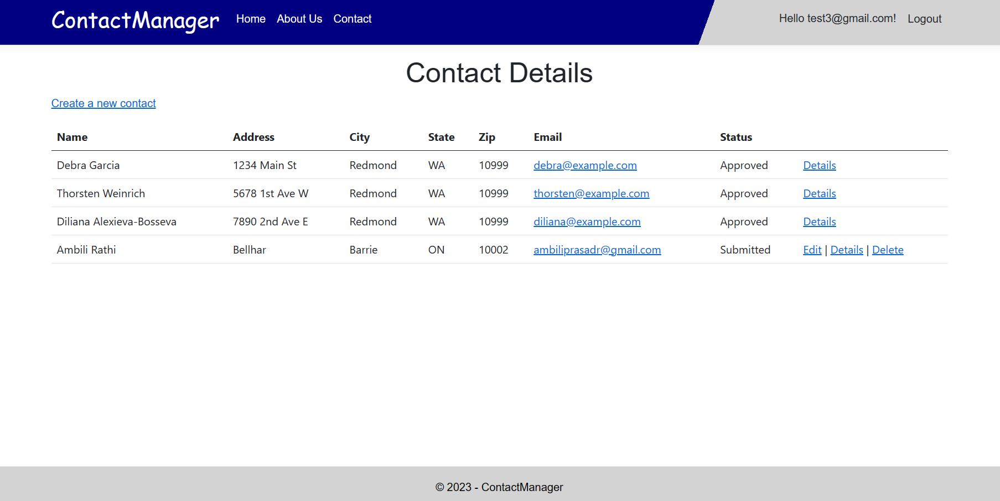 ContactManager Home About Us Contact Hello test3@gmail.com! Logout
Contact Details
Create a new contact
Name Address City State Zip Email Status
Debra Garcia 1234 Main St Redmond WA 10999 debra@example.com Approved Details
Thorsten Weinrich 5678 1st Ave W Redmond WA 10999 thorsten@example.com Approved Details
Diliana Alexieva-Bosseva 7890 2nd Ave E Redmond WA 10999 diliana@example.com Approved Details
Ambili Rathi Bellhar Barrie ON 10002 ambiliprasadr@gmail.com Submitted Edit | Details | Delete
© 2023 - ContactManager